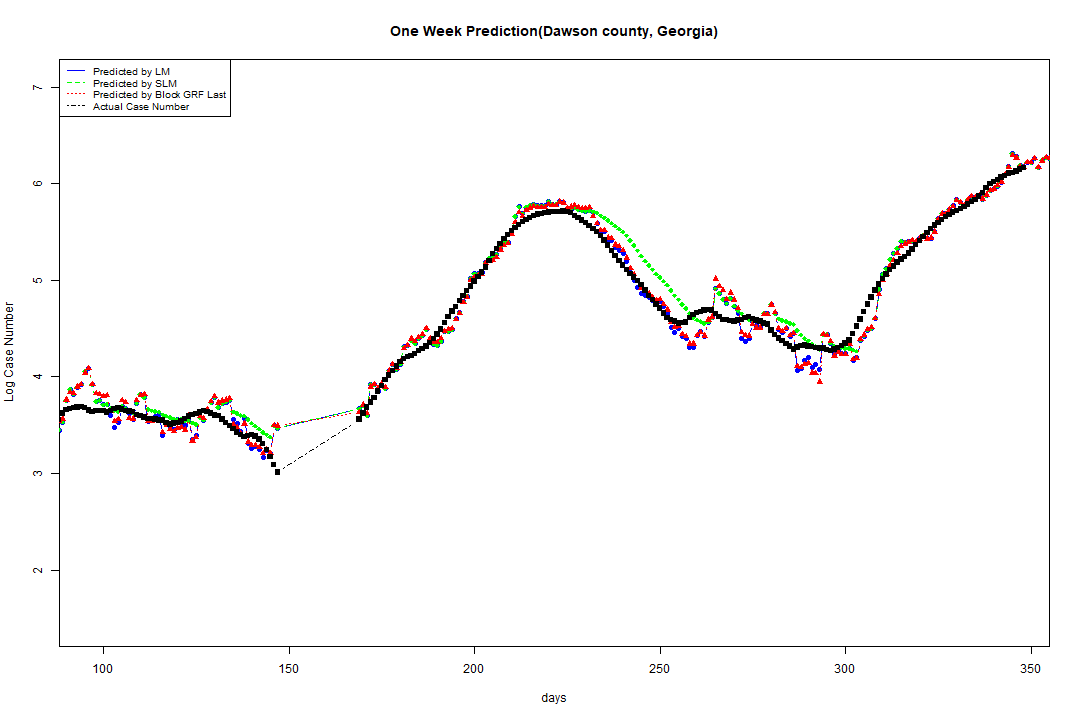 One Week Prediction(Dawson county, Georgia)
Predicted by LM
Predicted by SLM
Predicted by Block GRF Last
Actual Case Number
7
6
5
4
3
2
Log Case Number
100 150 200 250 300 350
days